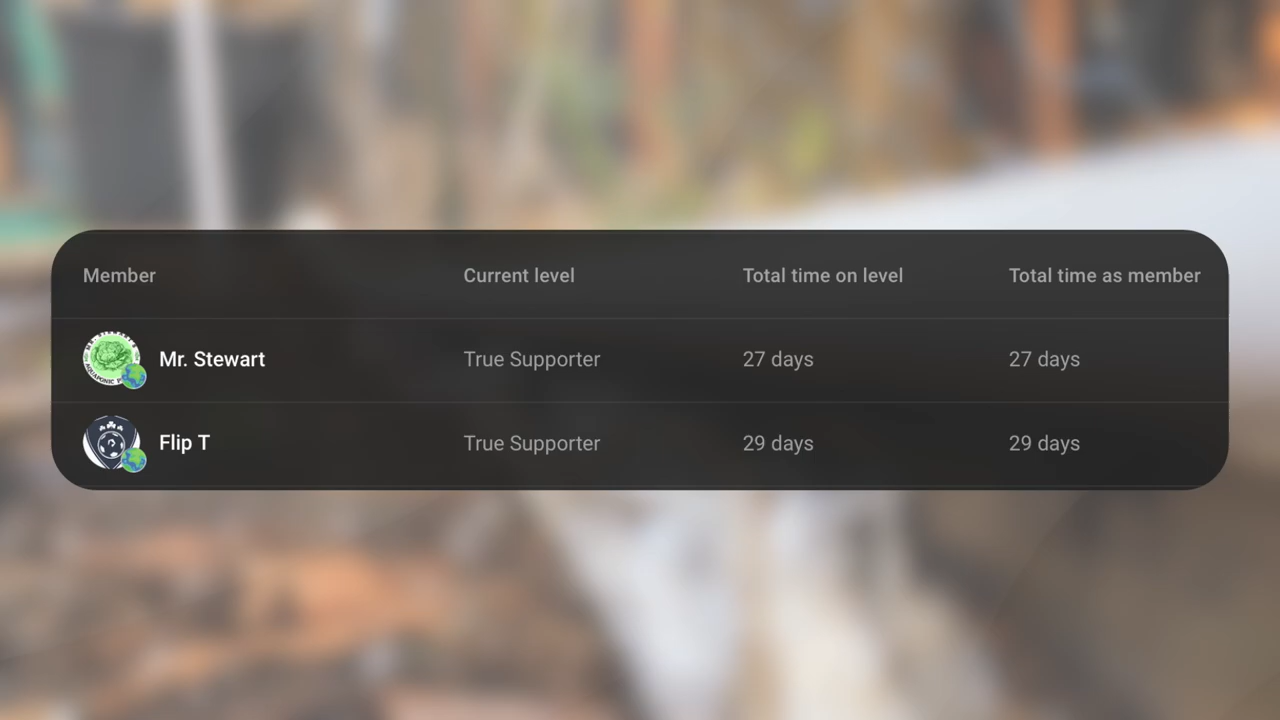 Member Current level Total time on level Total time as member
Mr. Stewart True Supporter 27 days 27 days
Flip T True Supporter 29 days 29 days